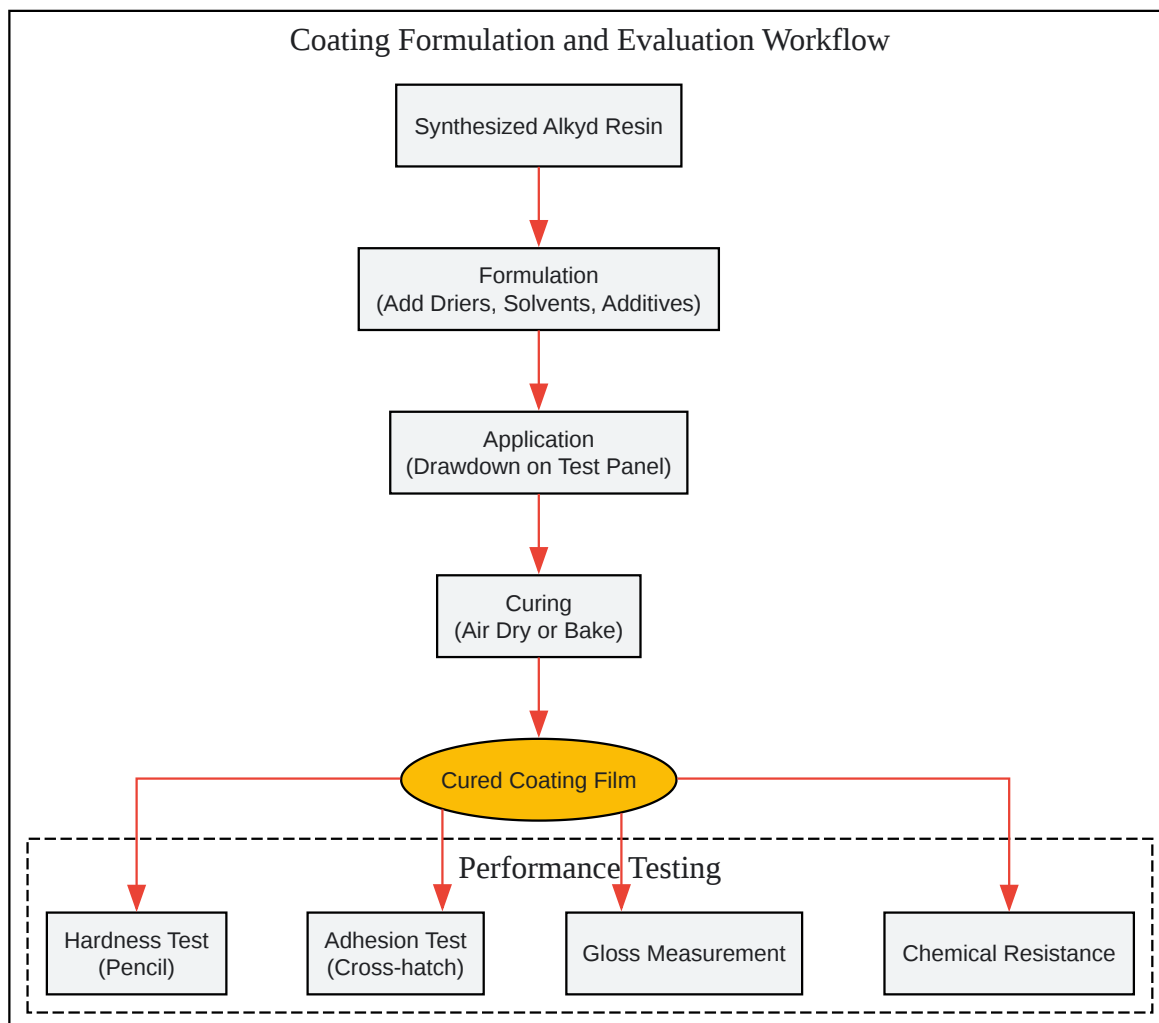 Coating Formulation and Evaluation Workflow
Synthesized Alkyd Resin
Formulation
(Add Driers, Solvents, Additives)
Application
(Drawdown on Test Panel)
Curing
(Air Dry or Bake)
Cured Coating Film
Performance Testing
Hardness Test
(Pencil)
Adhesion Test
(Cross-hatch)
Gloss Measurement
Chemical Resistance